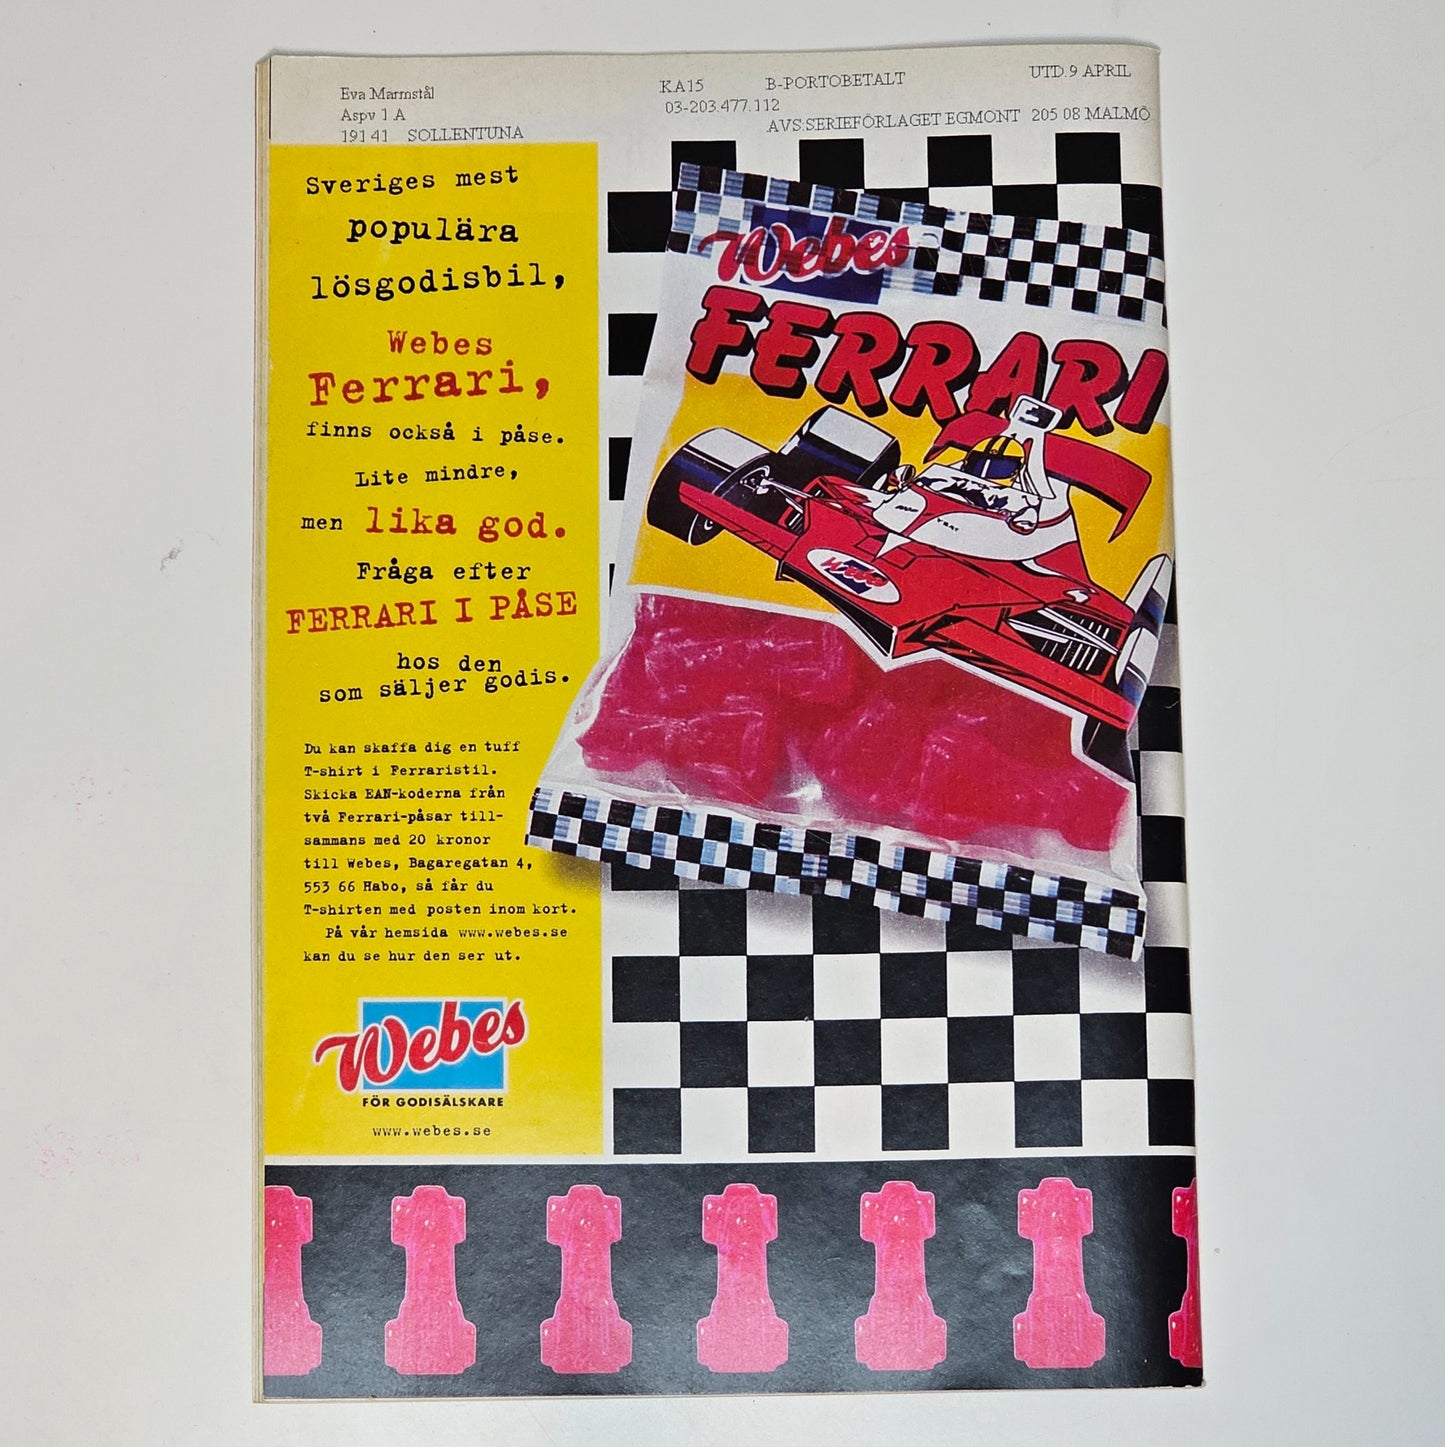 Eva Marmstål
Aspv 1 A
191 41 SOLLENTUNA
KA15 B-PORTOBETALT
03-203.477.112
UTD.9 APRIL
AVS:SERIEFÖRLAGET EGMONT 205 08 MALMÖ
Sveriges mest
populära
lösgodisbil,
Webes
Ferrari,
finns också i påse.
Lite mindre,
men lika god.
Fråga efter
FERRARI I PÅSE
hos den
som säljer godis.
Du kan skaffa dig en tuff
T-shirt i Ferraristil.
Skicka EAN-koderna från
två Ferrari-påsar till-
sammans med 20 kronor
till Webes, Bagaregatan 4,
553 66 Habo, så får du
T-shirten med posten inom kort.
På vår hemsida www.webes.se
kan du se hur den ser ut.
Webes
FÖR GODISÄLSKARE
www.webes.se
Webes
FERRARI
Webes